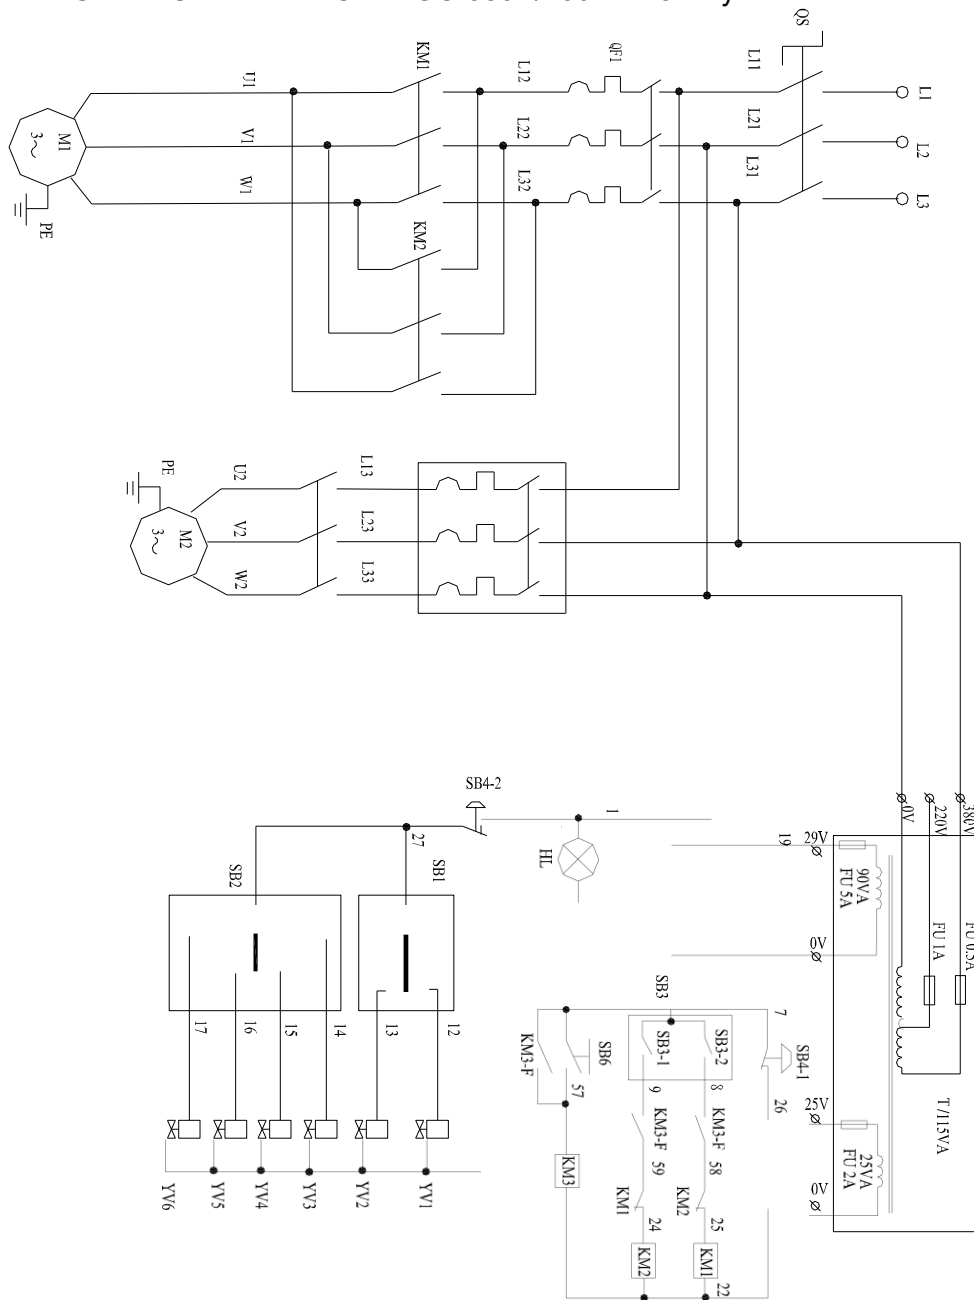 QS
KM1
QF1
L11
L12
U1
L1
M1
3~
V1
L22
L21
L2
W1
L32
L31
L3
PE
KM2
PE
U2
L13
M2
3~
V2
L23
W2
L33
0V
220V
380V
SB4-2
1
27
HL
19
29V
90VA
FU 5A
SB2
SB1
0V
FU 1A
FU 0.5A
SB3
7
17
16
15
14
13
12
KM3-F
SB6
57
SB3-1
SB3-2
SB4-1
9
8
26
25V
T/115VA
KM3-F
KM3-F
59
58
KM3
25VA
FU 2A
0V
YV6
YV5
YV4
YV3
YV2
YV1
KM1
KM2
24
25
KM2
KM1
22